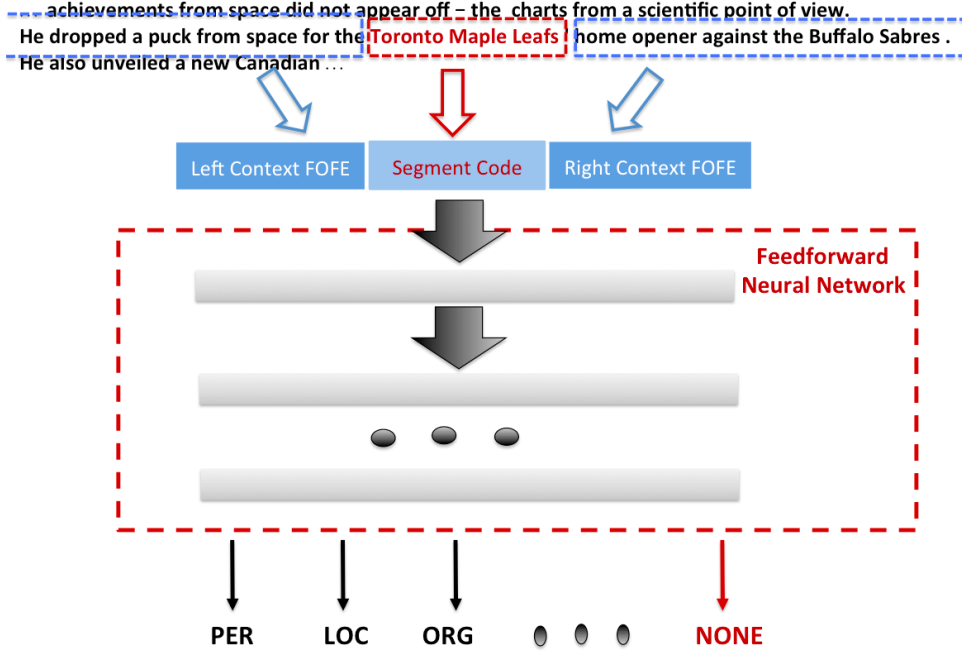 achievements from space did not appear off – the charts from a scientific point of view.
He dropped a puck from space for the Toronto Maple Leafs ' home opener against the Buffalo Sabres .
He also unveiled a new Canadian ...
Left Context FOFE Segment Code Right Context FOFE
Feedforward
Neural Network
PER LOC ORG NONE